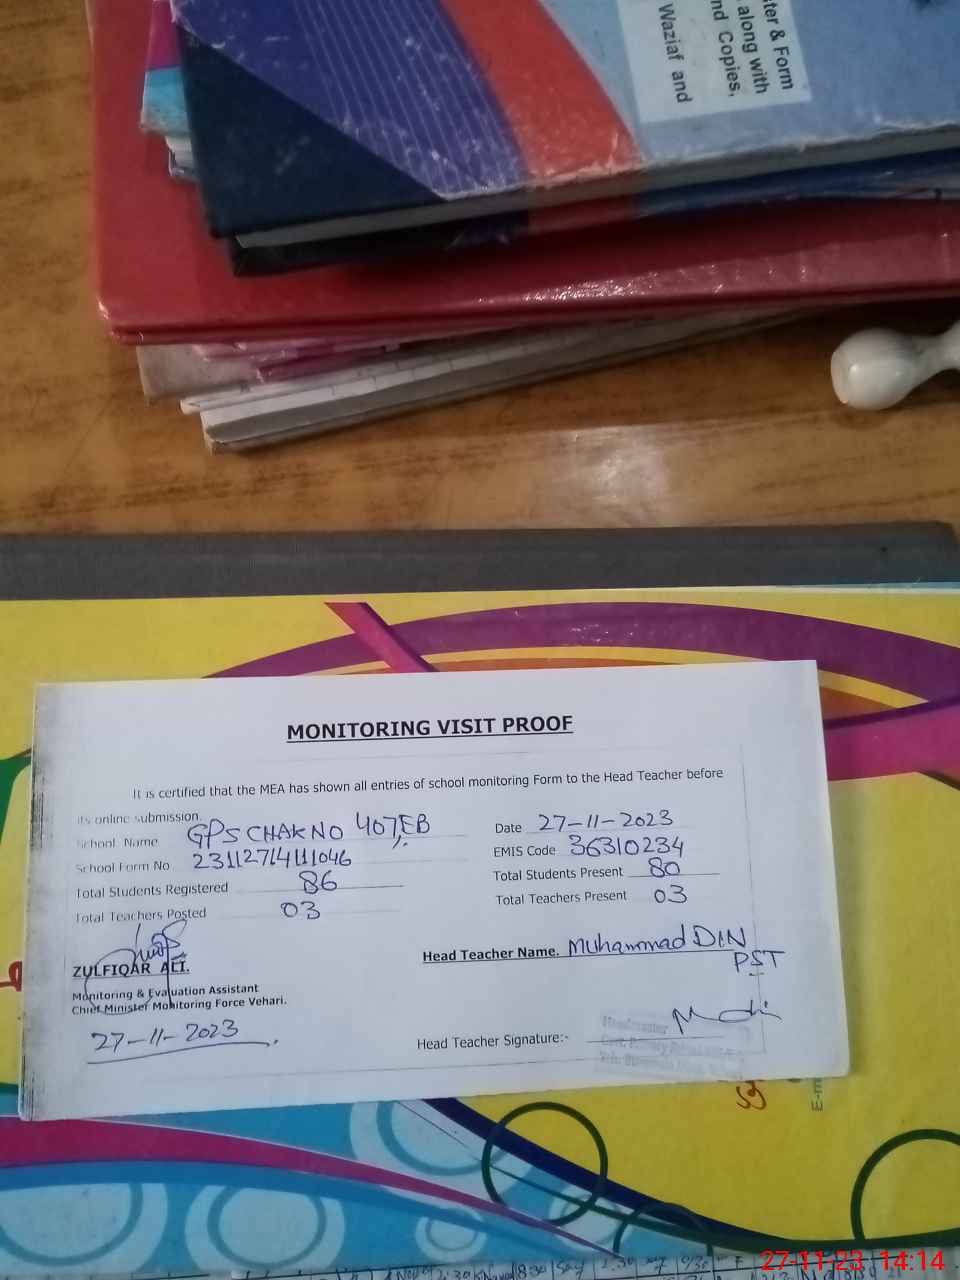 ter & Form
along with
nd Copies,
Waziaf and
MONITORING VISIT PROOF
It is certified that the MEA has shown all entries of school monitoring Form to the Head Teacher before
its online submission.
School Name GPS CHAK NO 407/EB
Date 27-11-2023
School Form No 23112714111046
EMIS Code 36310234
Total Students Registered 86
Total Students Present 80
Total Teachers Posted 03
Total Teachers Present 03
Head Teacher Name. Muhammad DIN
PST
ZULFIQAR ALI.
Monitoring & Evaluation Assistant
Chief Minister Monitoring Force Vehari.
27-11-2023
Head Teacher Signature:-
Headmaster
E-m
27-11-23 14:14